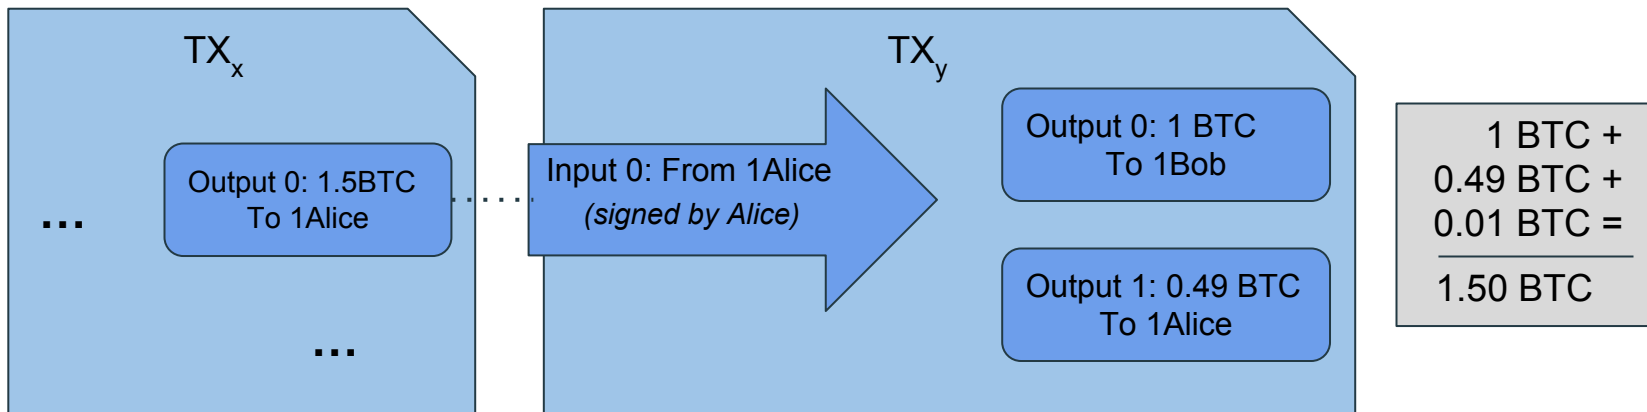 TXx
Output 0: 1.5BTC
To 1Alice
...
...
TXy
Input 0: From 1Alice
(signed by Alice)
Output 0: 1 BTC
To 1Bob
Output 1: 0.49 BTC
To 1Alice
1 BTC +
0.49 BTC +
0.01 BTC =
1.50 BTC